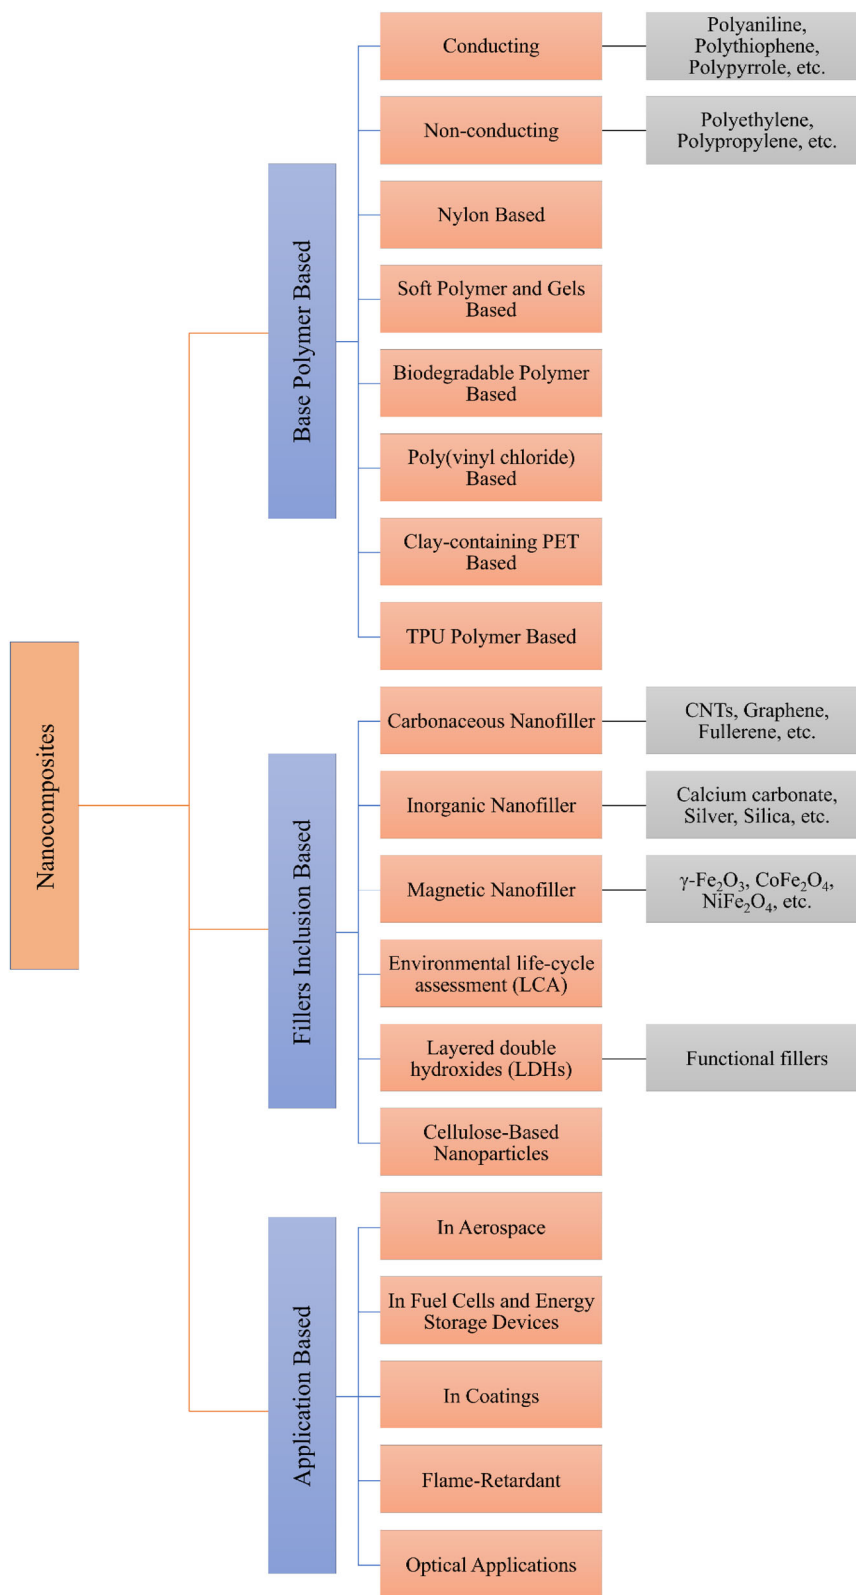 Nanocomposites
Base Polymer Based
Conducting
Polyaniline,
Polythiophene,
Polypyrrole, etc.
Non-conducting
Polyethylene,
Polypropylene, etc.
Nylon Based
Soft Polymer and Gels
Based
Biodegradable Polymer
Based
Poly(vinyl chloride)
Based
Clay-containing PET
Based
TPU Polymer Based
Fillers Inclusion Based
Carbonaceous Nanofiller
CNTs, Graphene,
Fullerene, etc.
Inorganic Nanofiller
Calcium carbonate,
Silver, Silica, etc.
Magnetic Nanofiller
γ-Fe₂O₃, CoFe₂O₄,
NiFe₂O₄, etc.
Environmental life-cycle
assessment (LCA)
Layered double
hydroxides (LDHs)
Functional fillers
Cellulose-Based
Nanoparticles
Application Based
In Aerospace
In Fuel Cells and Energy
Storage Devices
In Coatings
Flame-Retardant
Optical Applications